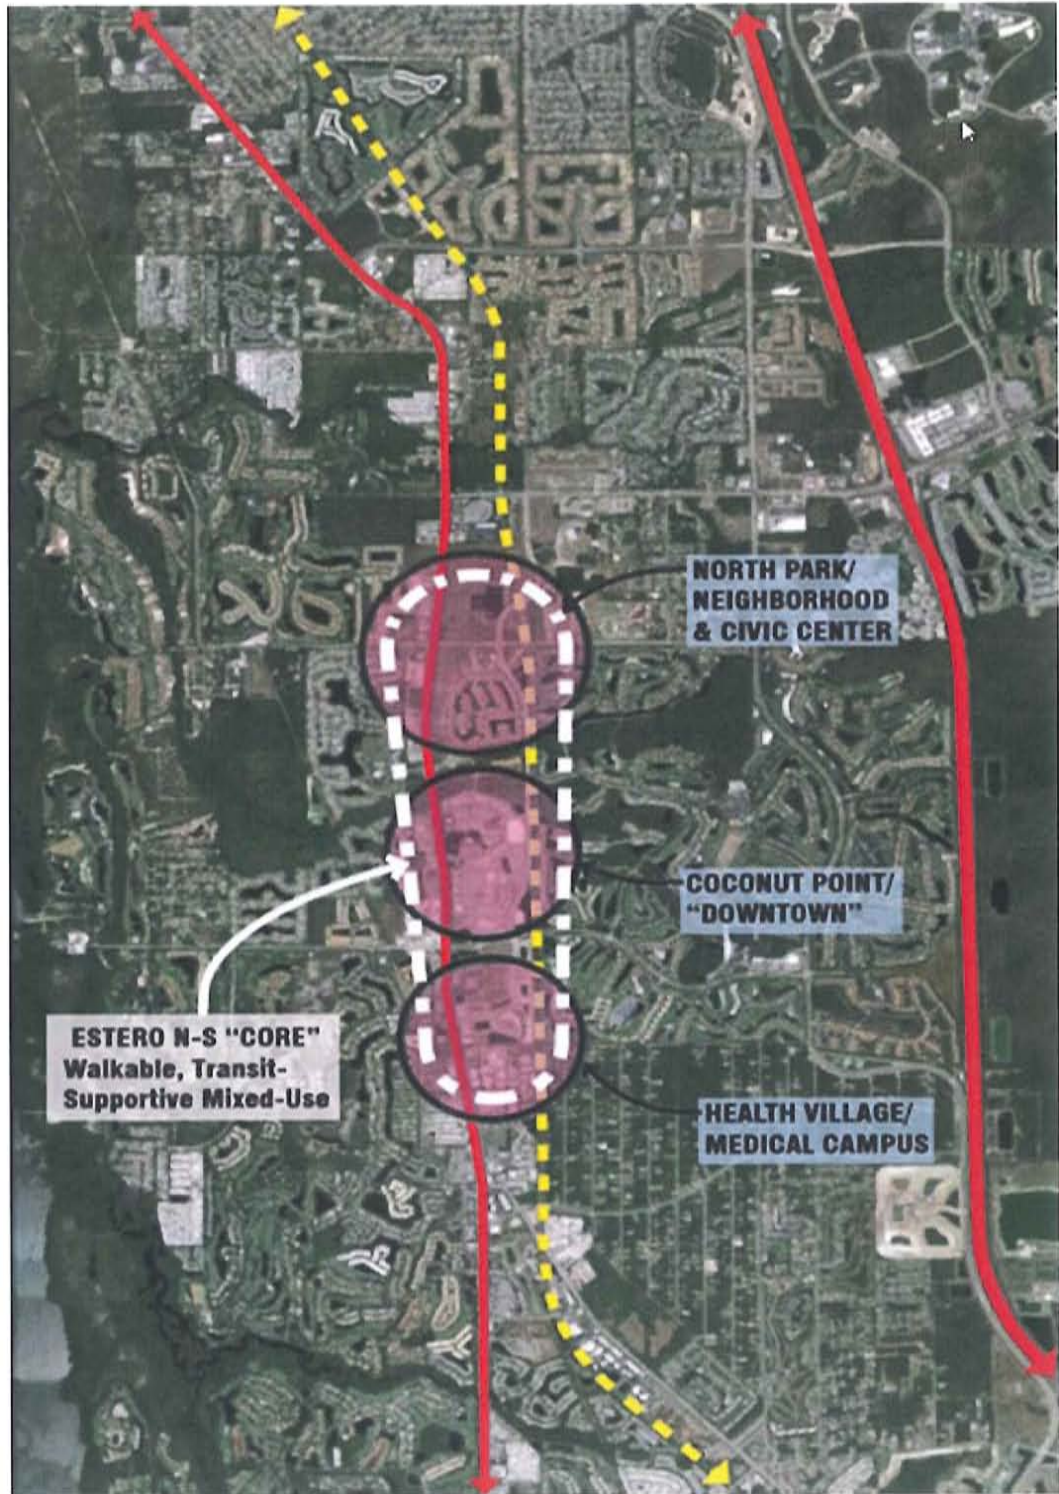 NORTH PARK/
NEIGHBORHOOD
& CIVIC CENTER
COCONUT POINT/
“DOWNTOWN”
ESTERO N-S “CORE”
Walkable, Transit-
Supportive Mixed-Use
HEALTH VILLAGE/
MEDICAL CAMPUS